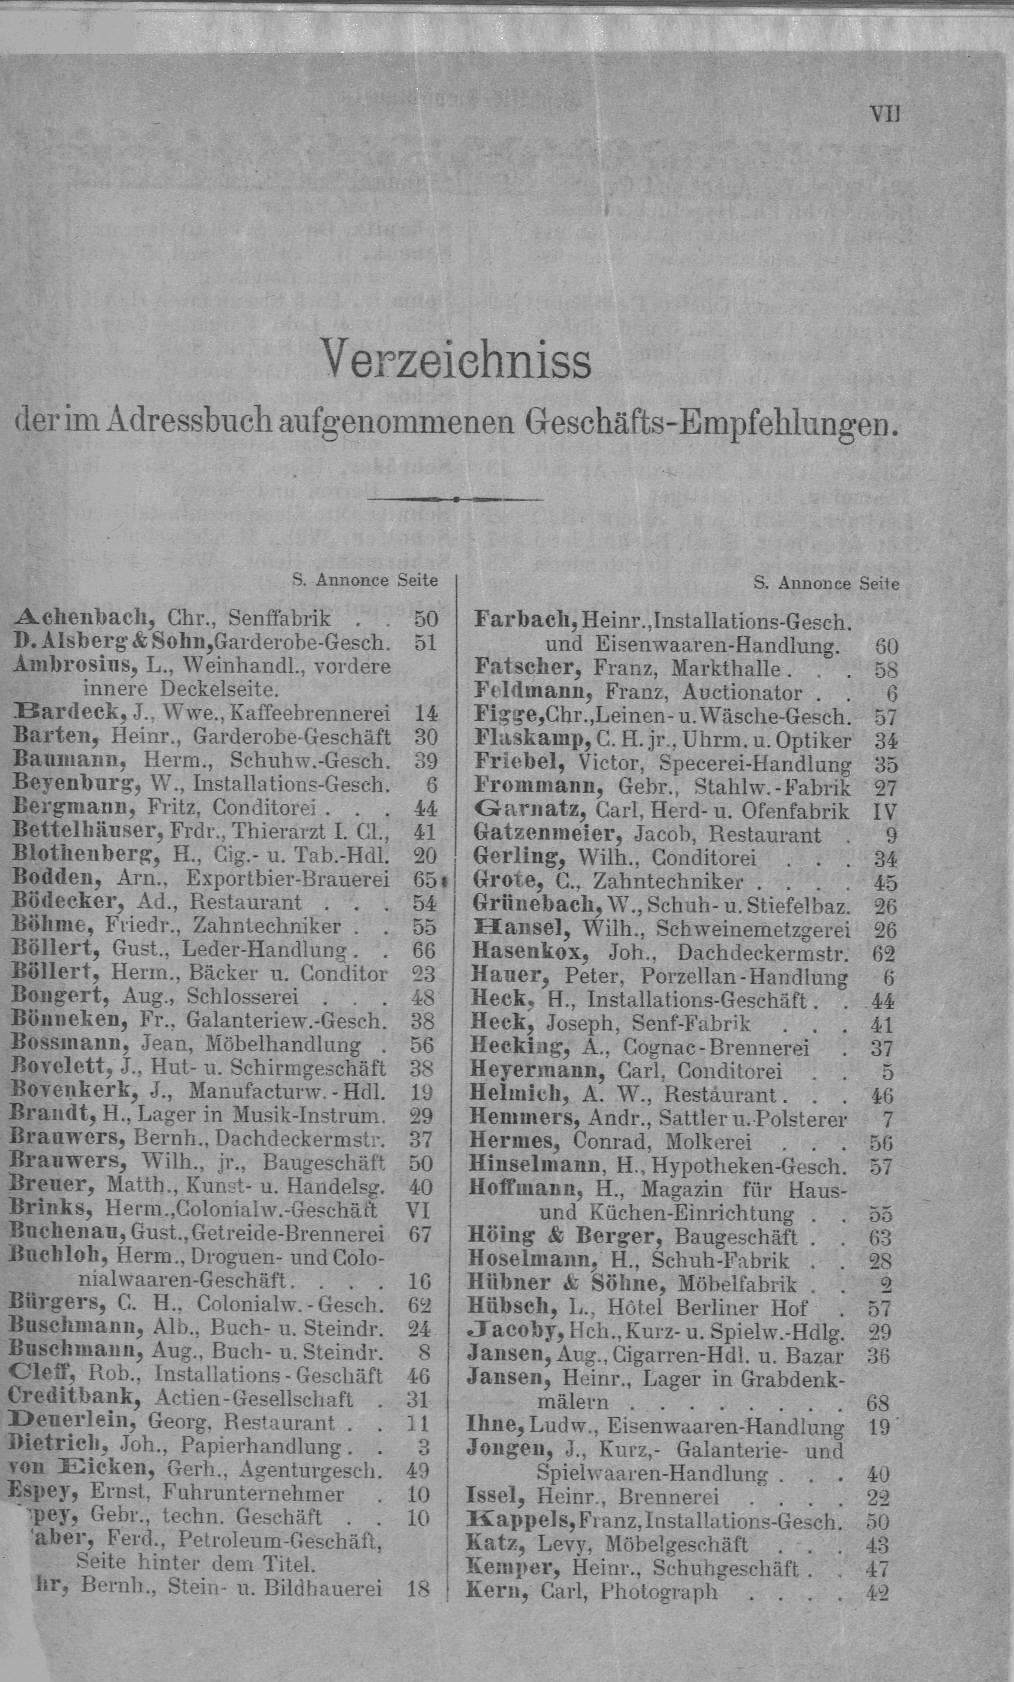 VII
Verzeichniss
der im Adressbuch aufgenommenen Geschäfts-Empfehlungen.
S. Annonce Seite
Achenbach, Chr., Senffabrik . . 50
D. Alsberg & Sohn, Garderobe-Gesch. 51
Ambrosius, L., Weinhandl., vordere
innere Deckelseite.
Bardeck, J., Wwe., Kaffeebrennerei 14
Barten, Heinr., Garderobe-Geschäft 30
Baumann, Herm., Schuhw.-Gesch. 39
Beyenburg, W., Installations-Gesch. 6
Bergmann, Fritz, Conditorei . . . 44
Bettelhäuser, Frdr., Thierarzt I. Cl., 41
Blothenberg, H., Cig.- u. Tab.-Hdl. 20
Bodden, Arn., Exportbier-Brauerei 65
Bödecker, Ad., Restaurant . . . 54
Böhme, Friedr., Zahntechniker . . 55
Böllert, Gust., Leder-Handlung . . 66
Böllert, Herm., Bäcker u. Conditor 23
Bongert, Aug., Schlosserei . . . 48
Bönneken, Fr., Galanteriew.-Gesch. 38
Bossmann, Jean, Möbelhandlung . 56
Bovelett, J., Hut- u. Schirmgeschäft 38
Bovenkerk, J., Manufacturw.-Hdl. 19
Brandt, H., Lager in Musik-Instrum. 29
Brauwers, Bernh., Dachdeckermstr. 37
Brauwers, Wilh., jr., Baugeschäft 50
Breuer, Matth., Kunst- u. Handelsg. 40
Brinks, Herm., Colonialw.-Geschäft VI
Buchenau, Gust., Getreide-Brennerei 67
Buchloh, Herm., Droguen- und Colo-
nialwaaren-Geschäft . . . . 16
Bürgers, C. H., Colonialw.-Gesch. 62
Buschmann, Alb., Buch- u. Steindr. 24
Buschmann, Aug., Buch- u. Steindr. 8
Cleff, Rob., Installations-Geschäft 46
Creditbank, Actien-Gesellschaft . 31
Deuerlein, Georg, Restaurant . . 11
Dietrich, Joh., Papierhandlung . . 3
von Eicken, Gerh., Agenturgesch. 49
Espey, Ernst, Fuhrunternehmer . 10
pey, Gebr., techn. Geschäft . . 10
aber, Ferd., Petroleum-Geschäft,
Seite hinter dem Titel.
hr, Bernh., Stein- u. Bildhauerei 18
S. Annonce Seite
Farbach, Heinr., Installations-Gesch.
und Eisenwaaren-Handlung. 60
Fatscher, Franz, Markthalle . . . 58
Feldmann, Franz, Auctionator . . 6
Figge, Chr., Leinen- u. Wäsche-Gesch. 57
Flaskamp, C. H. jr., Uhrm. u. Optiker 34
Friebel, Victor, Specerei-Handlung 35
Frommann, Gebr., Stahlw.-Fabrik 27
Garnatz, Carl, Herd- u. Ofenfabrik IV
Gatzenmeier, Jacob, Restaurant . 9
Gerling, Wilh., Conditorei . . . 34
Grote, C., Zahntechniker . . . . 45
Grünebach, W., Schuh- u. Stiefelbaz. 26
Hansel, Wilh., Schweinemetzgerei 26
Hasenkox, Joh., Dachdeckermstr. 62
Hauer, Peter, Porzellan-Handlung 6
Heck, H., Installations-Geschäft . . 44
Heck, Joseph, Senf-Fabrik . . . 41
Hecking, A., Cognac-Brennerei . 37
Heyermann, Carl, Conditorei . . 5
Helmich, A. W., Restaurant . . . 46
Hemmers, Andr., Sattler u. Polsterer 7
Hermes, Conrad, Molkerei . . . 56
Hinselmann, H., Hypotheken-Gesch. 57
Hoffmann, H., Magazin für Haus-
und Küchen-Einrichtung . . 55
Höing & Berger, Baugeschäft . . 63
Hoselmann, H., Schuh-Fabrik . . 28
Hübner & Söhne, Möbelfabrik . . 2
Hübsch, L., Hôtel Berliner Hof . 57
Jacoby, Hch., Kurz- u. Spielw.-Hdlg. 29
Jansen, Aug., Cigarren-Hdl. u. Bazar 36
Jansen, Heinr., Lager in Grabdenk-
mälern . . . . . . . . 68
Ihne, Ludw., Eisenwaaren-Handlung 19
Jongen, J., Kurz,- Galanterie- und
Spielwaaren-Handlung . . . 40
Issel, Heinr., Brennerei . . . . 22
Kappels, Franz, Installations-Gesch. 50
Katz, Levy, Möbelgeschäft . . . 43
Kemper, Heinr., Schuhgeschäft . . 47
Kern, Carl, Photograph . . . . 42